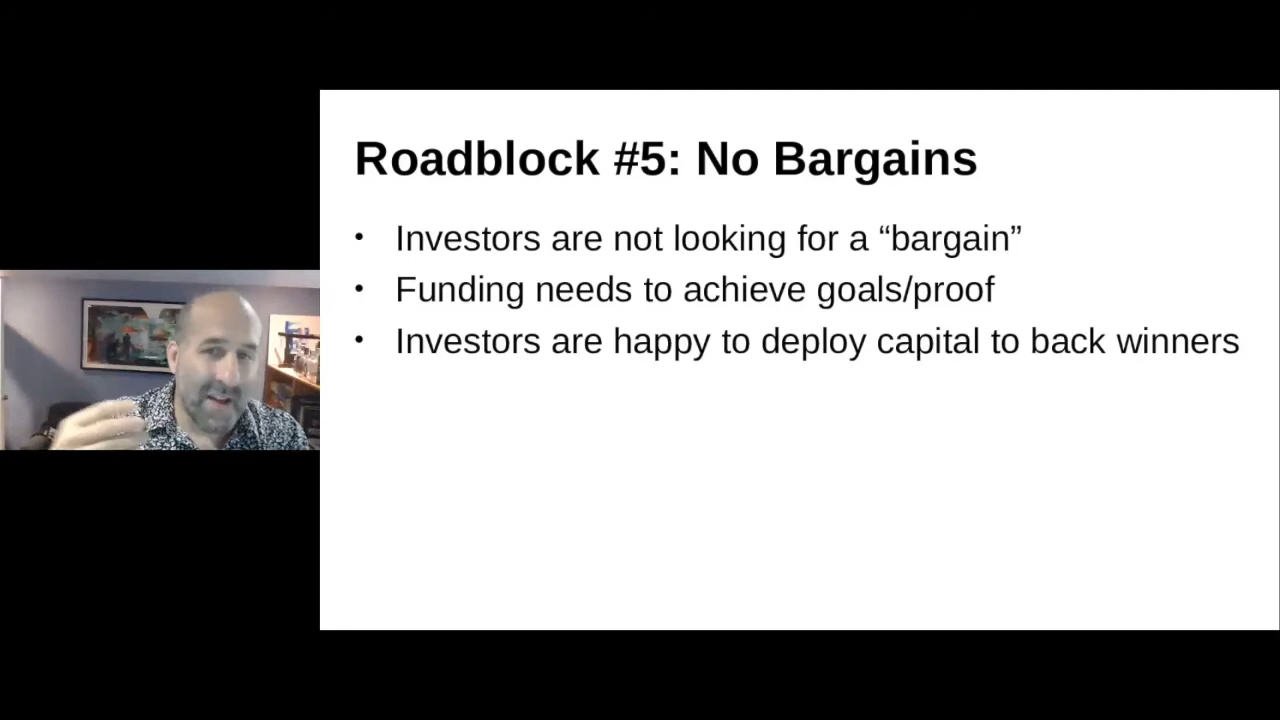 Roadblock #5: No Bargains
• Investors are not looking for a “bargain”
• Funding needs to achieve goals/proof
• Investors are happy to deploy capital to back winners